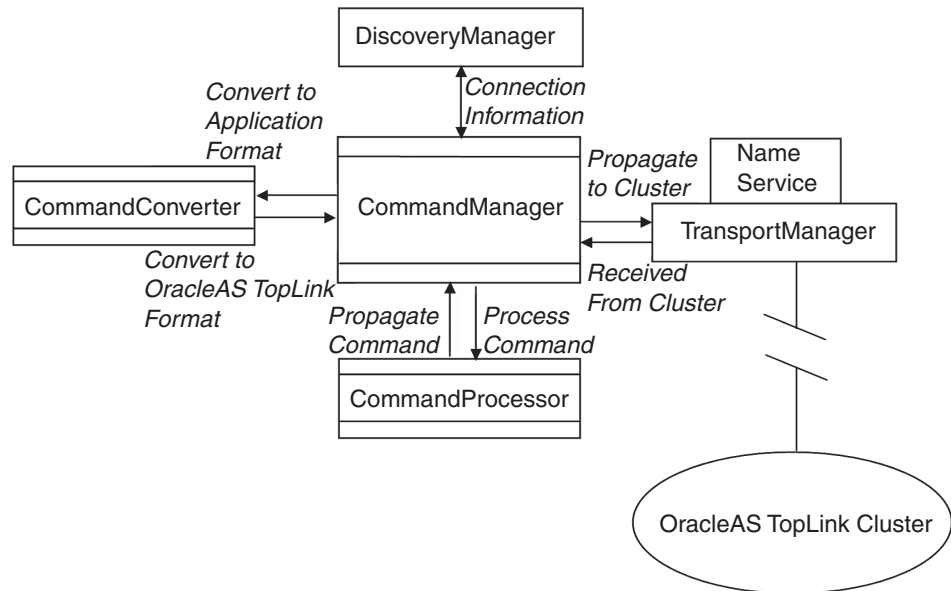 DiscoveryManager
Connection
Information
Convert to
Application
Format
Propagate
to Cluster
Name
Service
CommandConverter
CommandManager
TransportManager
Convert to
OracleAS TopLink
Format
Received
From Cluster
Propagate
Command
Process
Command
CommandProcessor
OracleAS TopLink Cluster